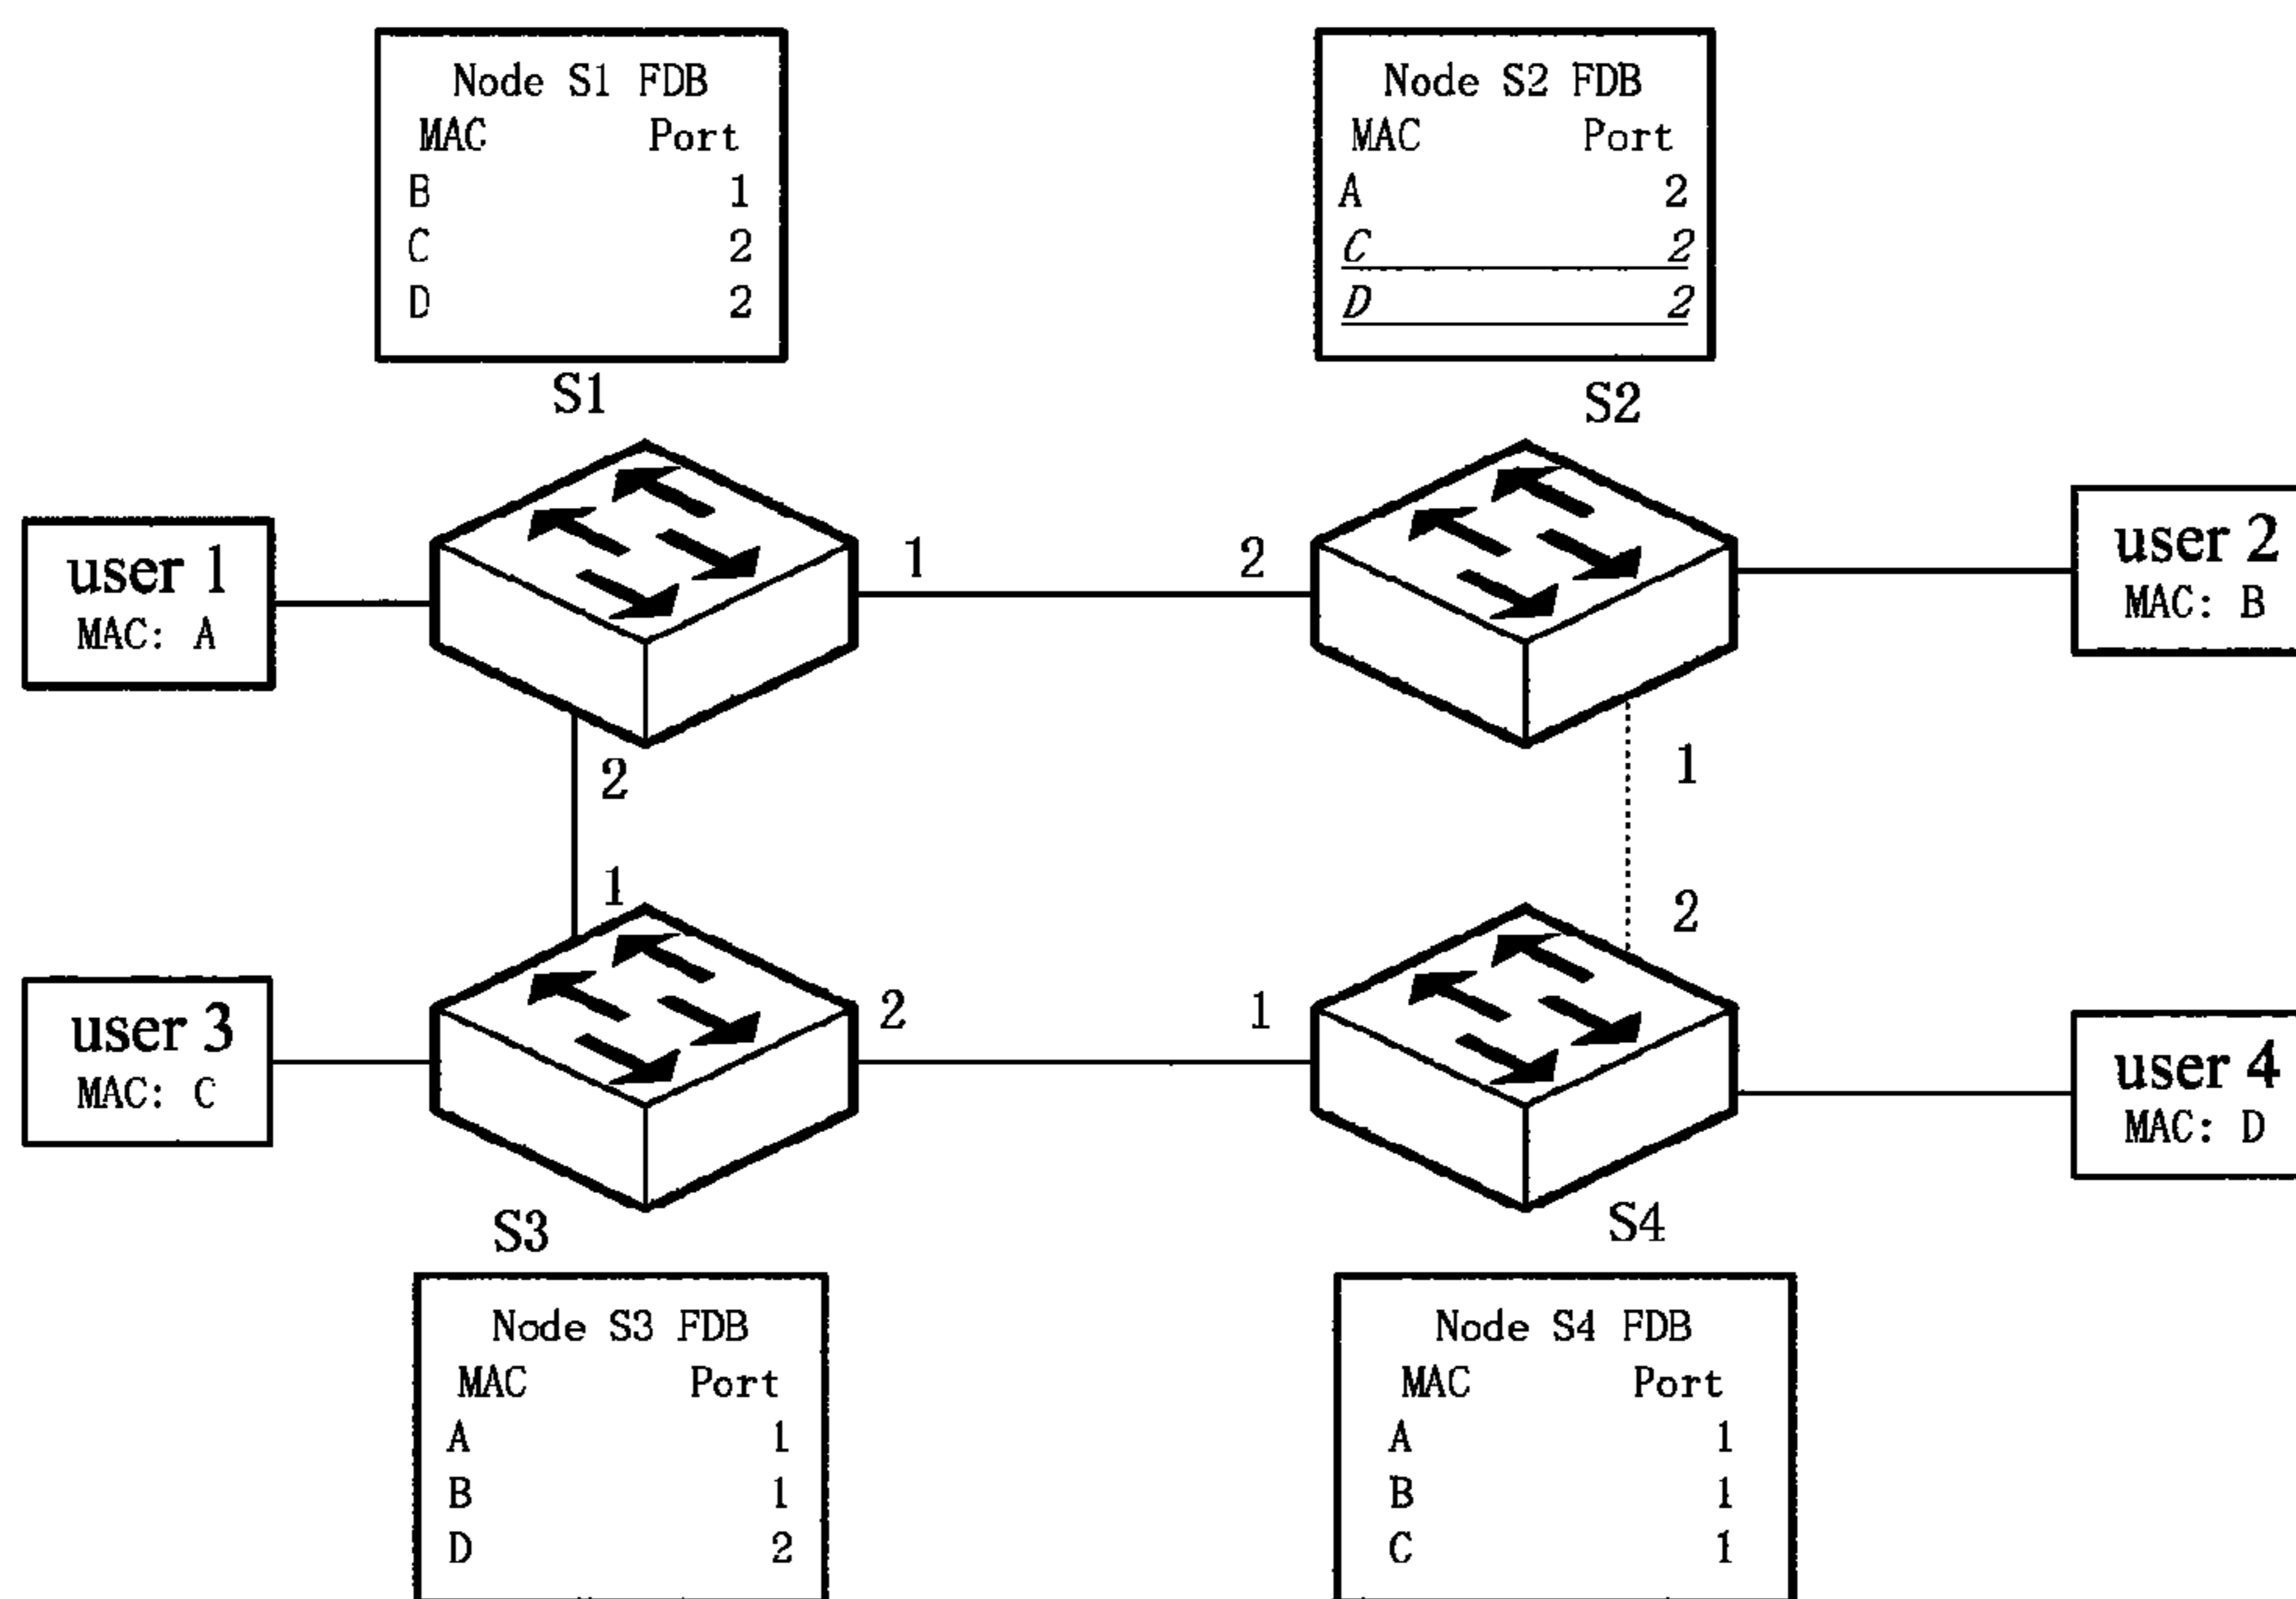 Node S1 FDB
MAC Port
B 1
C 2
D 2
Node S2 FDB
MAC Port
A 2
C 2
D 2
S1
S2
user 1
MAC: A
1
2
user 2
MAC: B
2
1
1
2
user 3
MAC: C
2
1
user 4
MAC: D
S3
S4
Node S3 FDB
MAC Port
A 1
B 1
D 2
Node S4 FDB
MAC Port
A 1
B 1
C 1